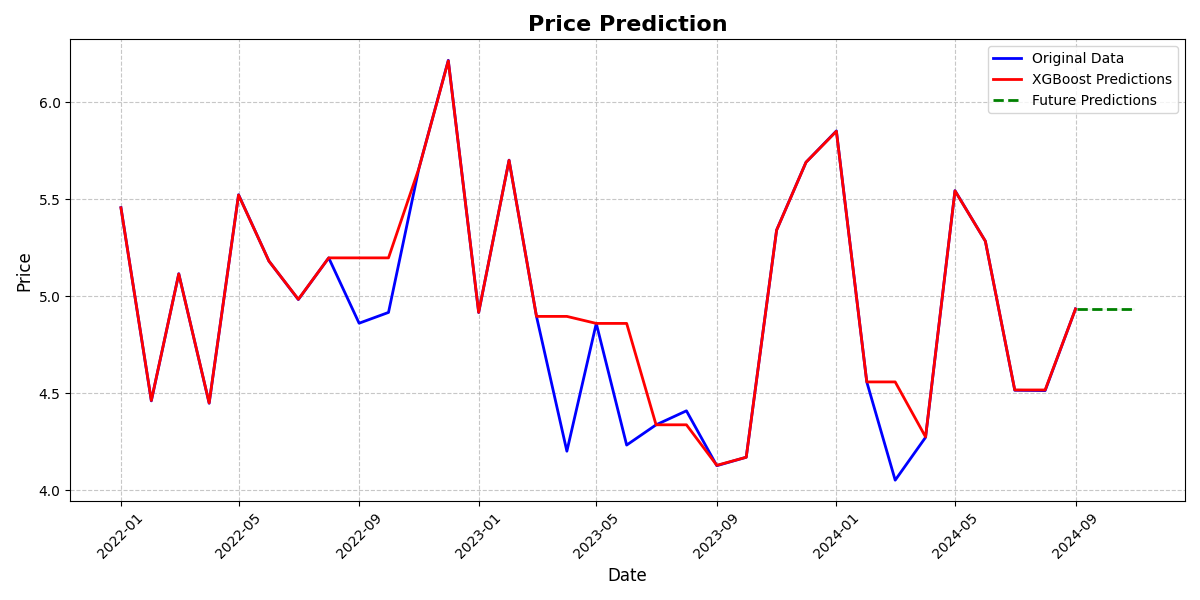 Price Prediction
Original Data
XGBoost Predictions
Future Predictions
Price
6.0
5.5
5.0
4.5
4.0
2022-01
2022-05
2022-09
2023-01
2023-05
2023-09
2024-01
2024-05
2024-09
Date